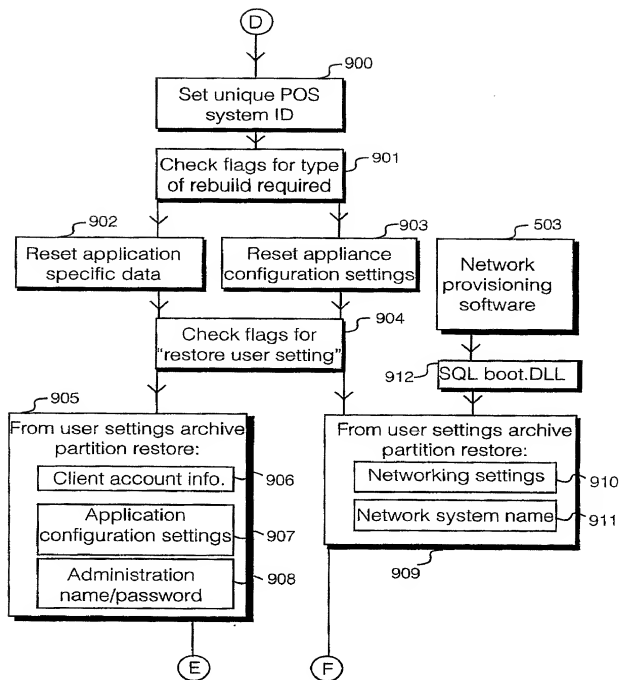 D
900
Set unique POS
system ID
Check flags for type
of rebuild required
901
902
Reset application
specific data
903
Reset appliance
configuration settings
503
Network
provisioning
software
Check flags for
"restore user setting"
904
912
SQL boot.DLL
905
From user settings archive
partition restore:
Client account info.
906
Application
configuration settings
907
Administration
name/password
908
From user settings archive
partition restore:
Networking settings
910
Network system name
911
909
E
F